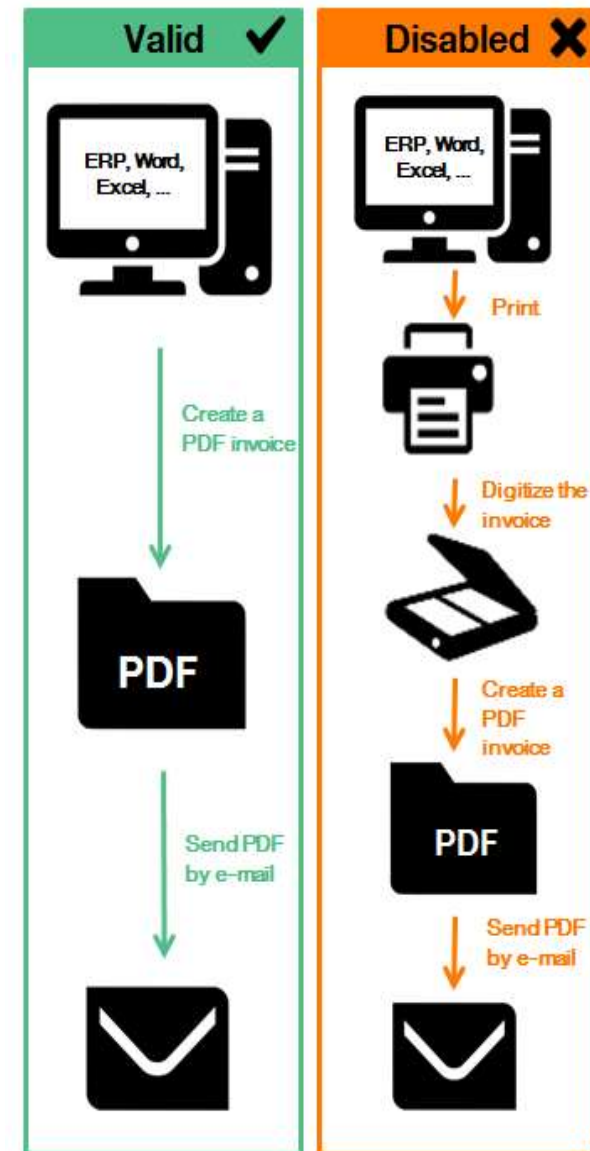 Valid
ERP, Word,
Excel, ...
Create a
PDF invoice
PDF
Send PDF
by e-mail
Disabled
ERP, Word,
Excel, ...
Print
Digitize the
invoice
Create a
PDF
invoice
PDF
Send PDF
by e-mail